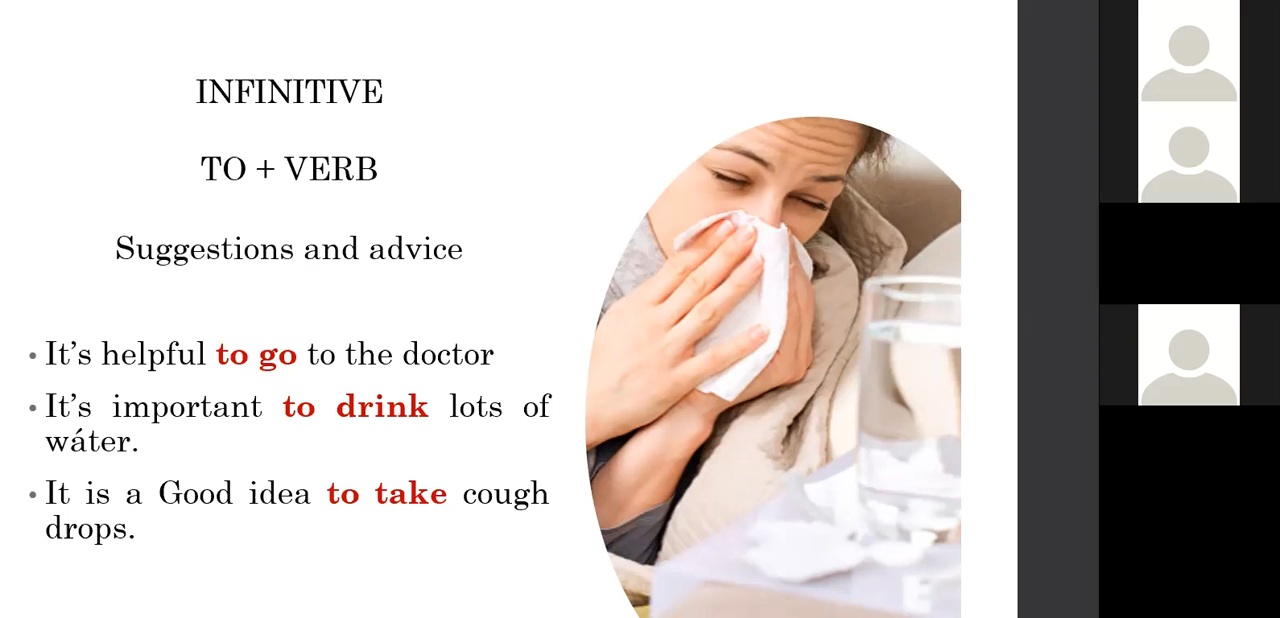 INFINITIVE
TO + VERB
Suggestions and advice
• It’s helpful to go to the doctor
• It’s important to drink lots of
wáter.
• It is a Good idea to take cough
drops.